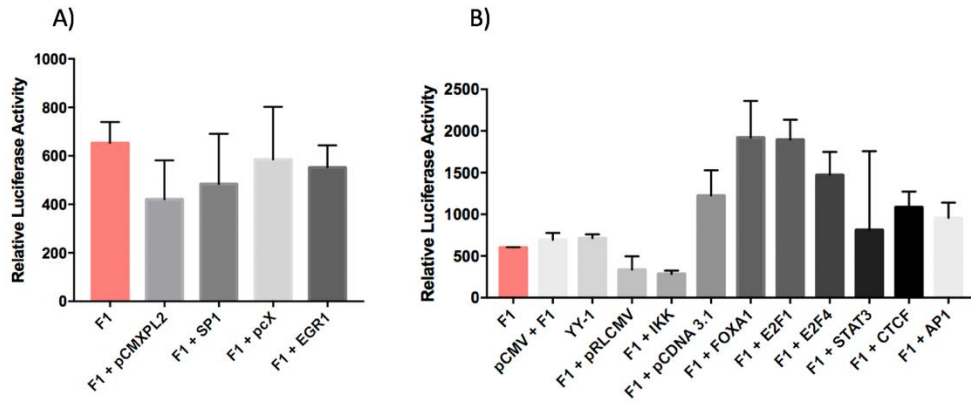 A)
Relative Luciferase Activity
1000
800
600
400
200
0
F1
F1 + pCMXPL2
F1 + SP1
F1 + pcX
F1 + EGR1
B)
Relative Luciferase Activity
2500
2000
1500
1000
500
0
F1
pCMV + F1
YY-1
F1 + pRLCMV
F1 + IKK
F1 + pCDNA 3.1
F1 + FOXA1
F1 + E2F1
F1 + E2F4
F1 + STAT3
F1 + CTCF
F1 + AP1